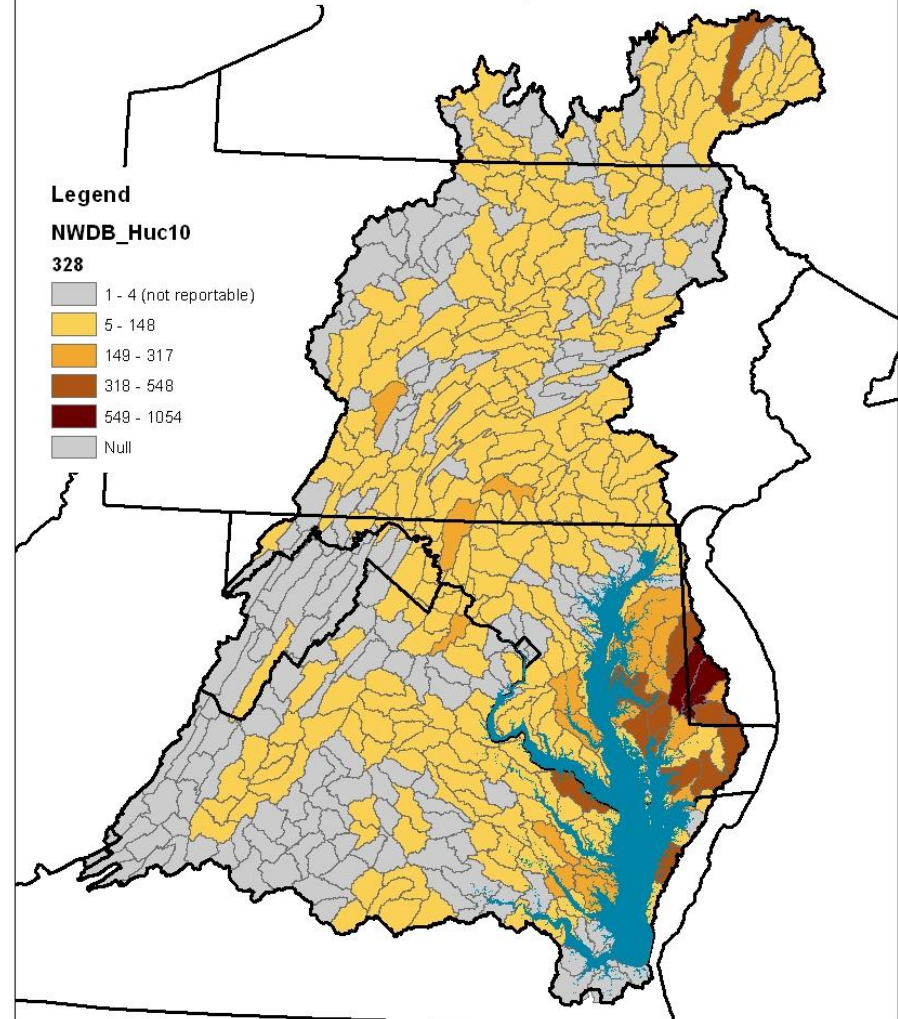 Legend
NWDB_Huc10
328
1 - 4 (not reportable)
5 - 148
149 - 317
318 - 548
549 - 1054
Null